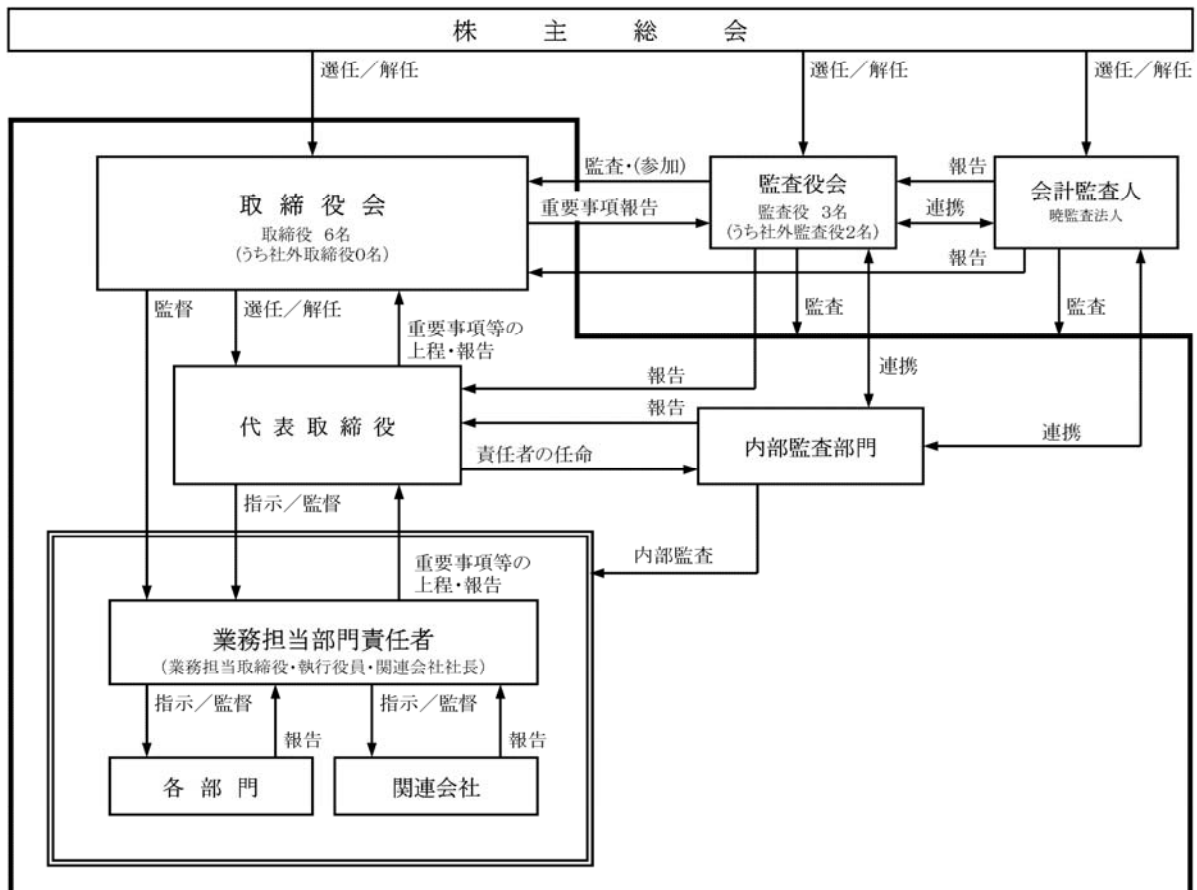 株主総会
選任／解任
選任／解任
選任／解任
取締役会
取締役 6名
(うち社外取締役0名)
監査・(参加)
重要事項報告
監査役会
監査役 3名
(うち社外監査役2名)
報告
連携
会計監査人
暁監査法人
報告
監督
選任／解任
重要事項等の
上程・報告
監査
監査
連携
報告
代表取締役
報告
責任者の任命
内部監査部門
連携
指示／監督
重要事項等の
上程・報告
内部監査
業務担当部門責任者
(業務担当取締役・執行役員・関連会社社長)
指示／監督
報告
指示／監督
報告
各部門
関連会社